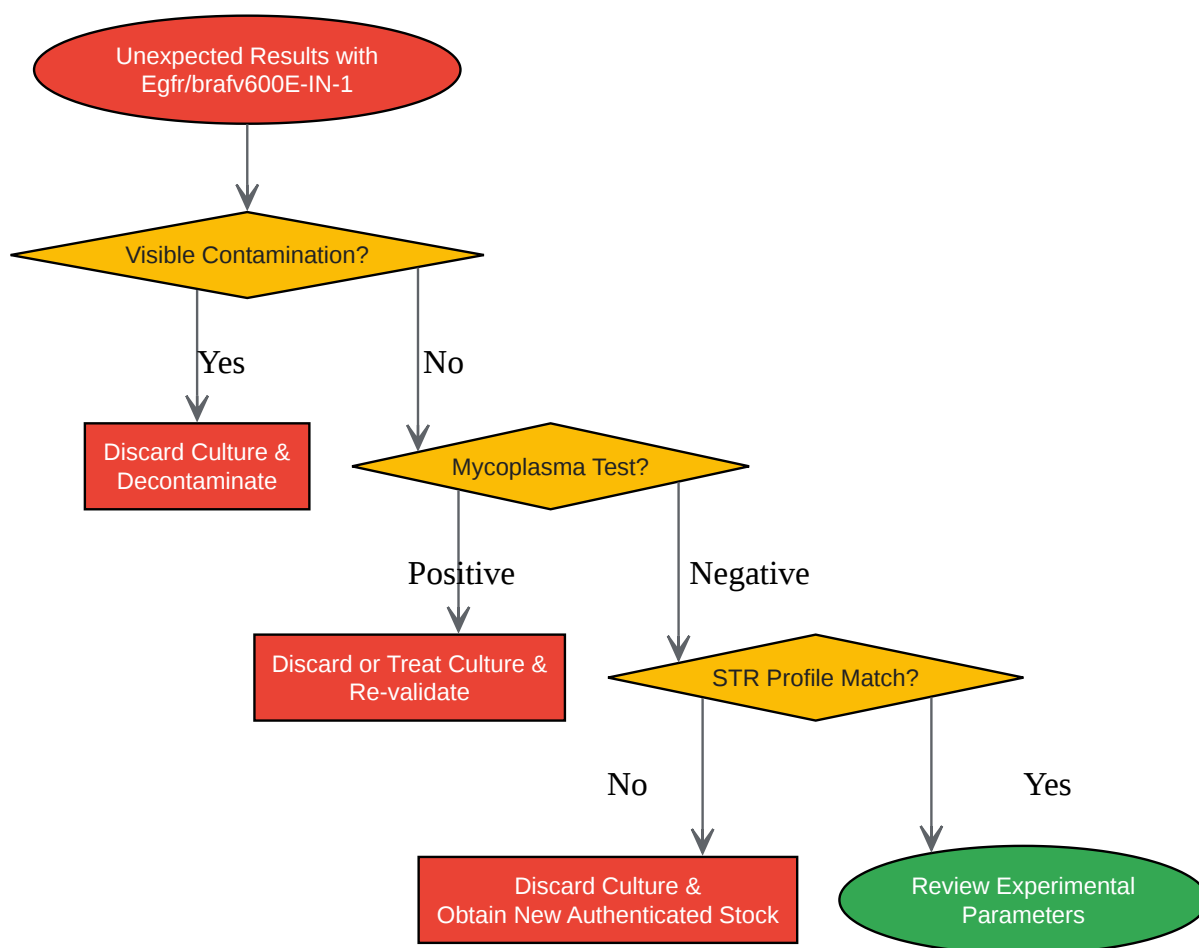 Unexpected Results with
Egfr/brafv600E-IN-1
Visible Contamination?
Yes
No
Discard Culture &
Decontaminate
Mycoplasma Test?
Positive
Negative
Discard or Treat Culture &
Re-validate
STR Profile Match?
No
Yes
Discard Culture &
Obtain New Authenticated Stock
Review Experimental
Parameters